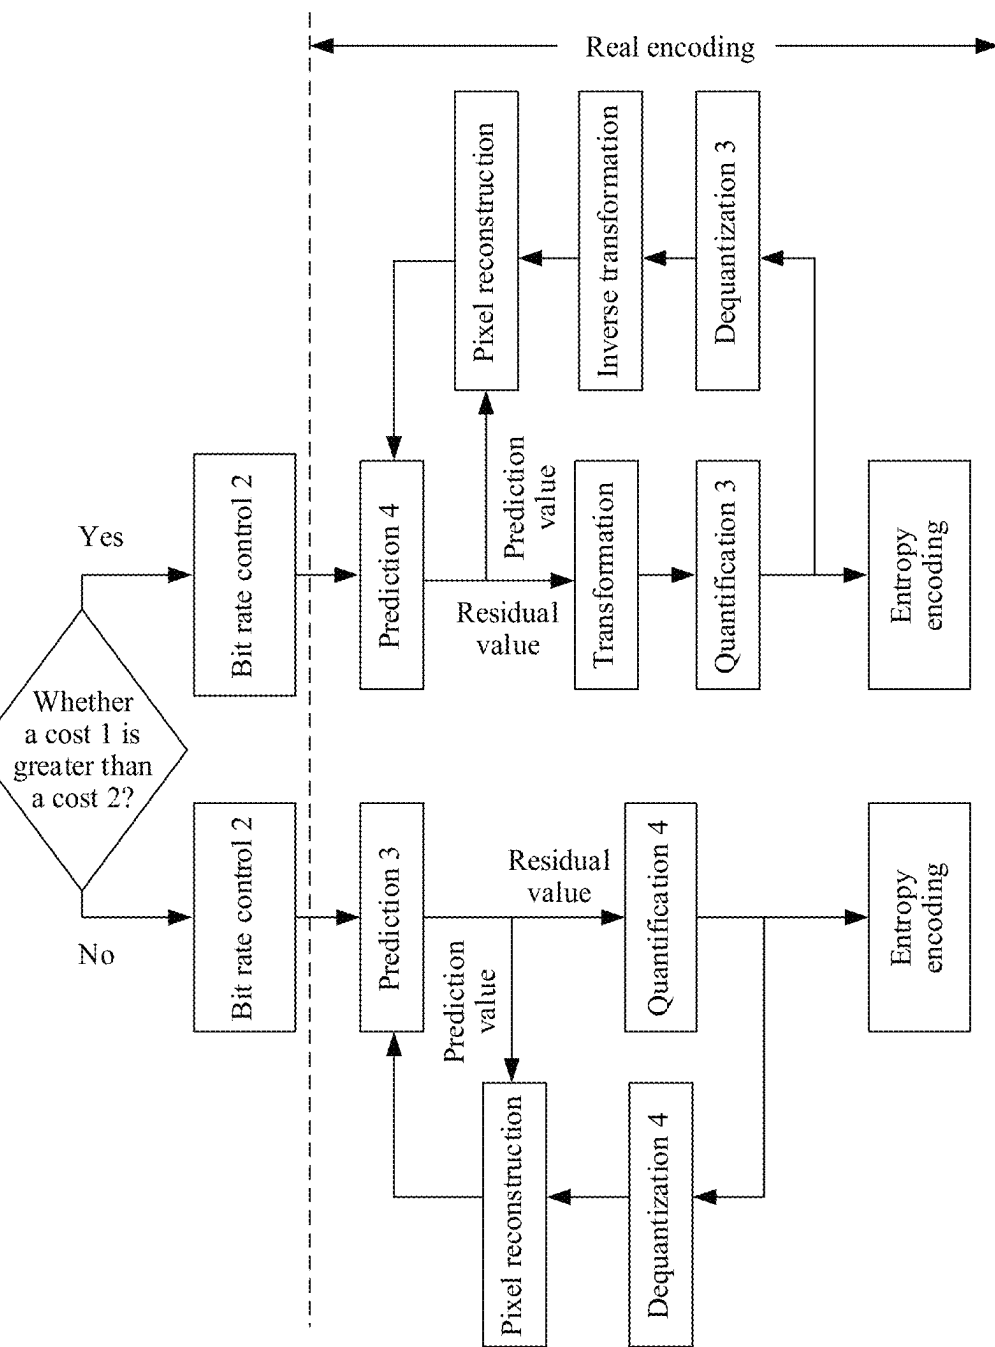 Real encoding
Pixel reconstruction
Inverse transformation
Dequantization 3
Yes
Bit rate control 2
Prediction 4
Prediction
value
Residual
value
Transformation
Quantification 3
Entropy
encoding
Whether
a cost 1 is
greater than
a cost 2?
No
Bit rate control 2
Prediction 3
Residual
value
Prediction
value
Quantification 4
Entropy
encoding
Pixel reconstruction
Dequantization 4